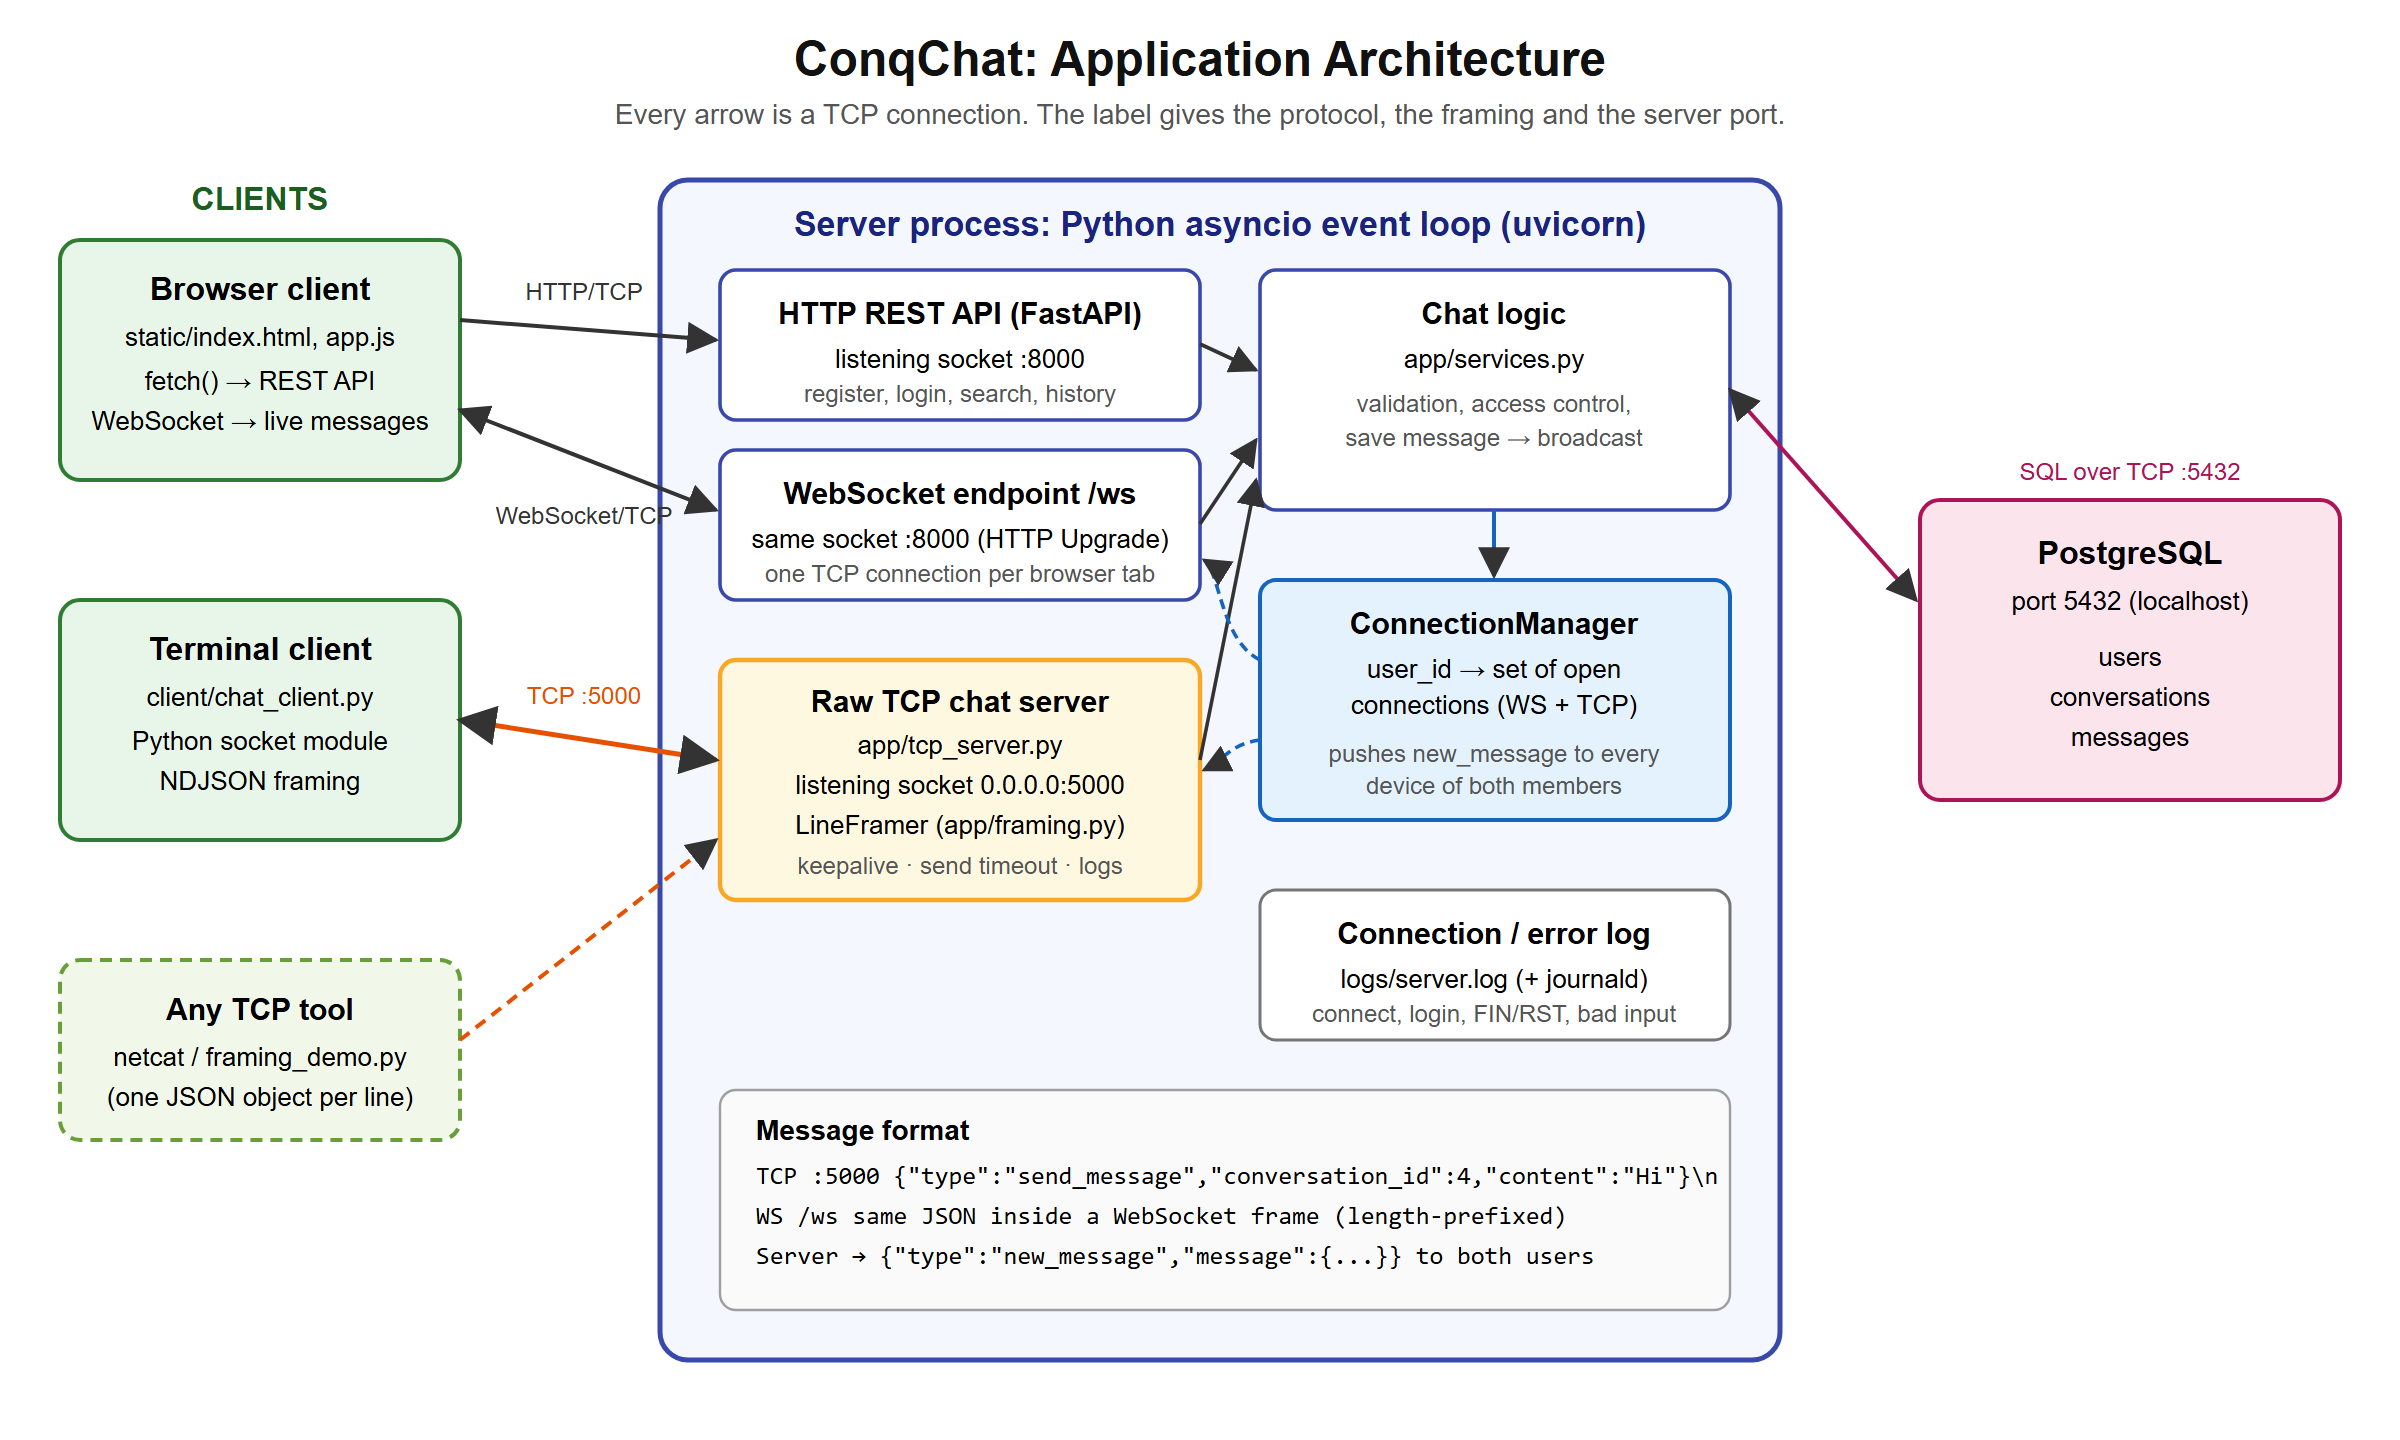 ConqChat: Application Architecture
Every arrow is a TCP connection. The label gives the protocol, the framing and the server port.
CLIENTS
Browser client
static/index.html, app.js
fetch() → REST API
WebSocket → live messages
HTTP/TCP
WebSocket/TCP
Terminal client
client/chat_client.py
Python socket module
NDJSON framing
TCP :5000
Any TCP tool
netcat / framing_demo.py
(one JSON object per line)
Server process: Python asyncio event loop (uvicorn)
HTTP REST API (FastAPI)
listening socket :8000
register, login, search, history
WebSocket endpoint /ws
same socket :8000 (HTTP Upgrade)
one TCP connection per browser tab
Raw TCP chat server
app/tcp_server.py
listening socket 0.0.0.0:5000
LineFramer (app/framing.py)
keepalive · send timeout · logs
Chat logic
app/services.py
validation, access control,
save message → broadcast
ConnectionManager
user_id → set of open
connections (WS + TCP)
pushes new_message to every
device of both members
Connection / error log
logs/server.log (+ journald)
connect, login, FIN/RST, bad input
Message format
TCP :5000 {"type":"send_message","conversation_id":4,"content":"Hi"}\n
WS /ws same JSON inside a WebSocket frame (length-prefixed)
Server → {"type":"new_message","message":{...}} to both users
SQL over TCP :5432
PostgreSQL
port 5432 (localhost)
users
conversations
messages